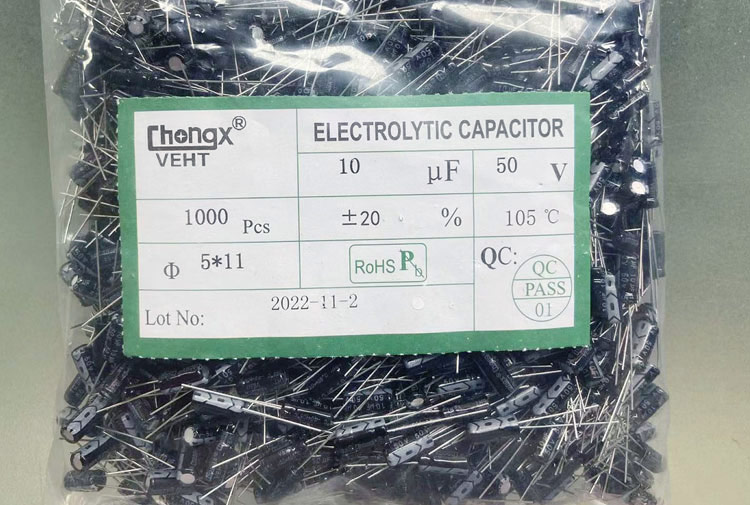 Chongx®
VEHT
ELECTROLYTIC CAPACITOR
10 μF
50 V
1000 Pcs
±20 %
105 ℃
Φ 5*11
RoHS Pb
QC:
QC
PASS
01
Lot No:
2022-11-2